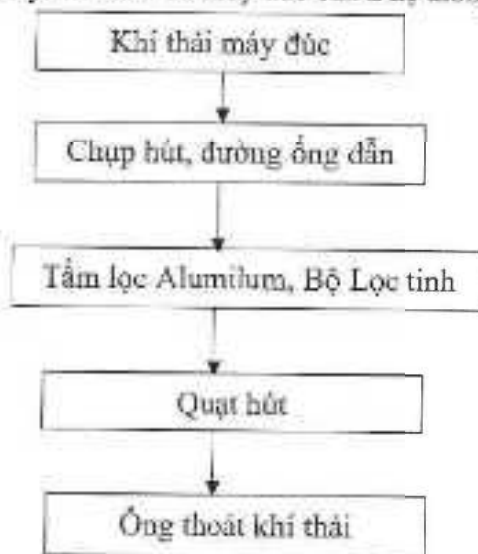 Khí thải máy đúc
Chụp hút, đường ống dẫn
Tấm lọc Alumilum, Bộ Lọc tinh
Quạt hút
Ống thoát khí thải